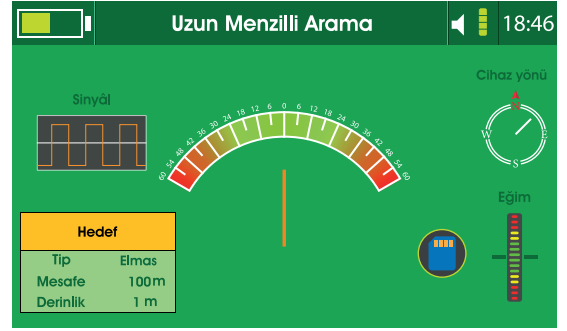 Uzun Menzilli Arama
18:46
Sinyâl
60 54 48 42 36 30 24 18 12 6 0 6 12 18 24 30 36 42 48 54 60
Cihaz yönü
N
W E
S
Eğim
Hedef
Tip Elmas
Mesafe 100m
Derinlik 1 m